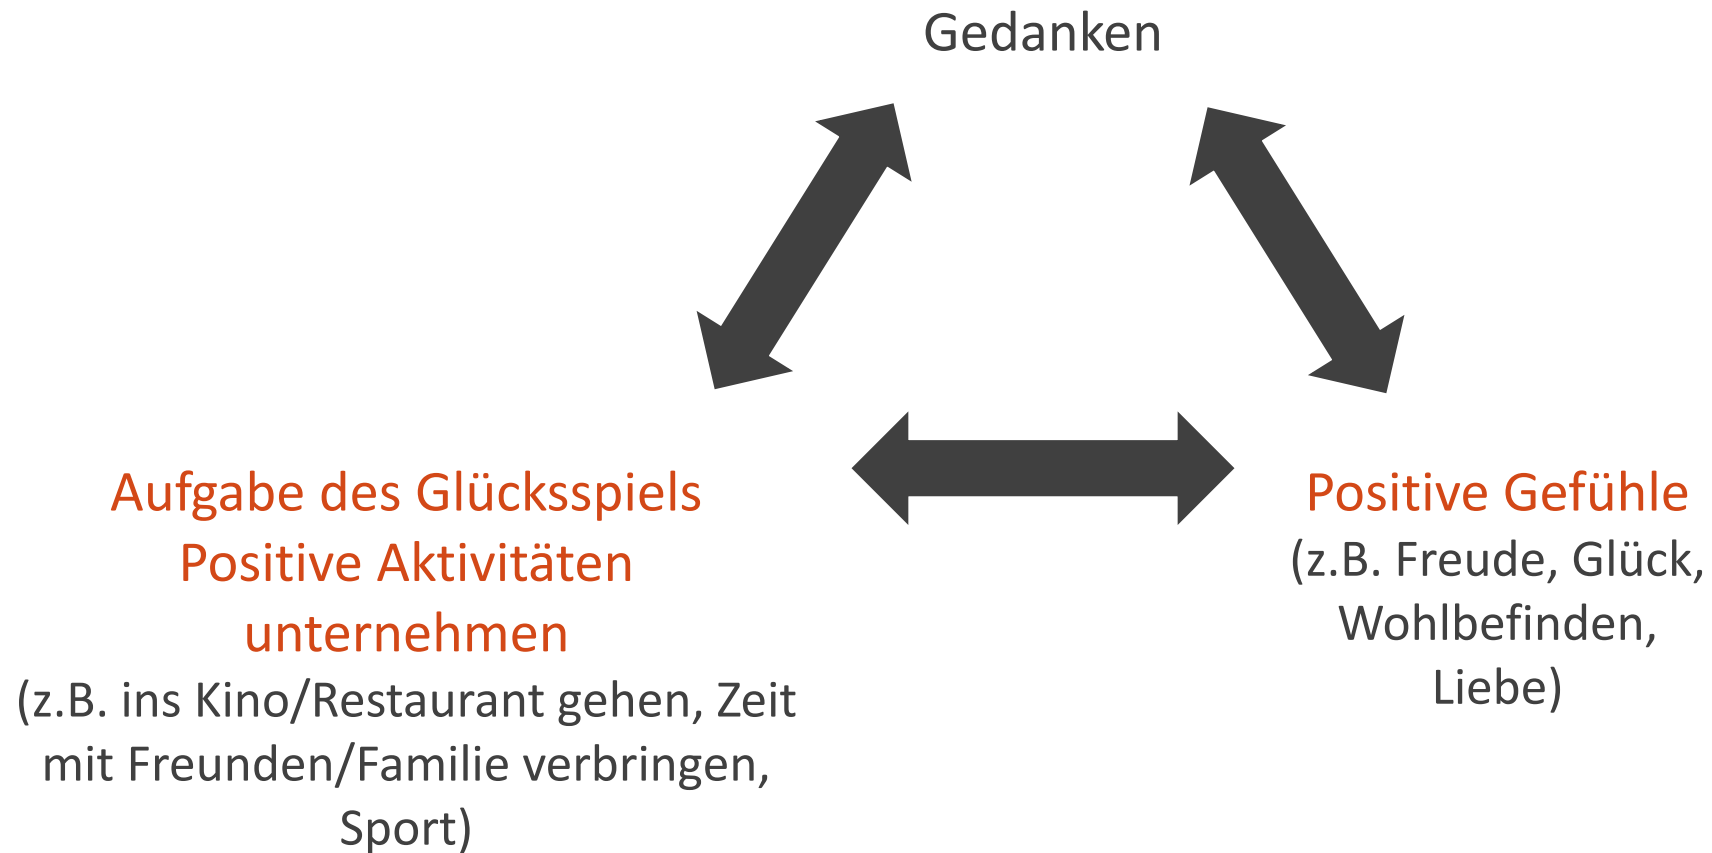 Gedanken
Aufgabe des Glücksspiels
Positive Aktivitäten
unternehmen
(z.B. ins Kino/Restaurant gehen, Zeit
mit Freunden/Familie verbringen,
Sport)
Positive Gefühle
(z.B. Freude, Glück,
Wohlbefinden,
Liebe)